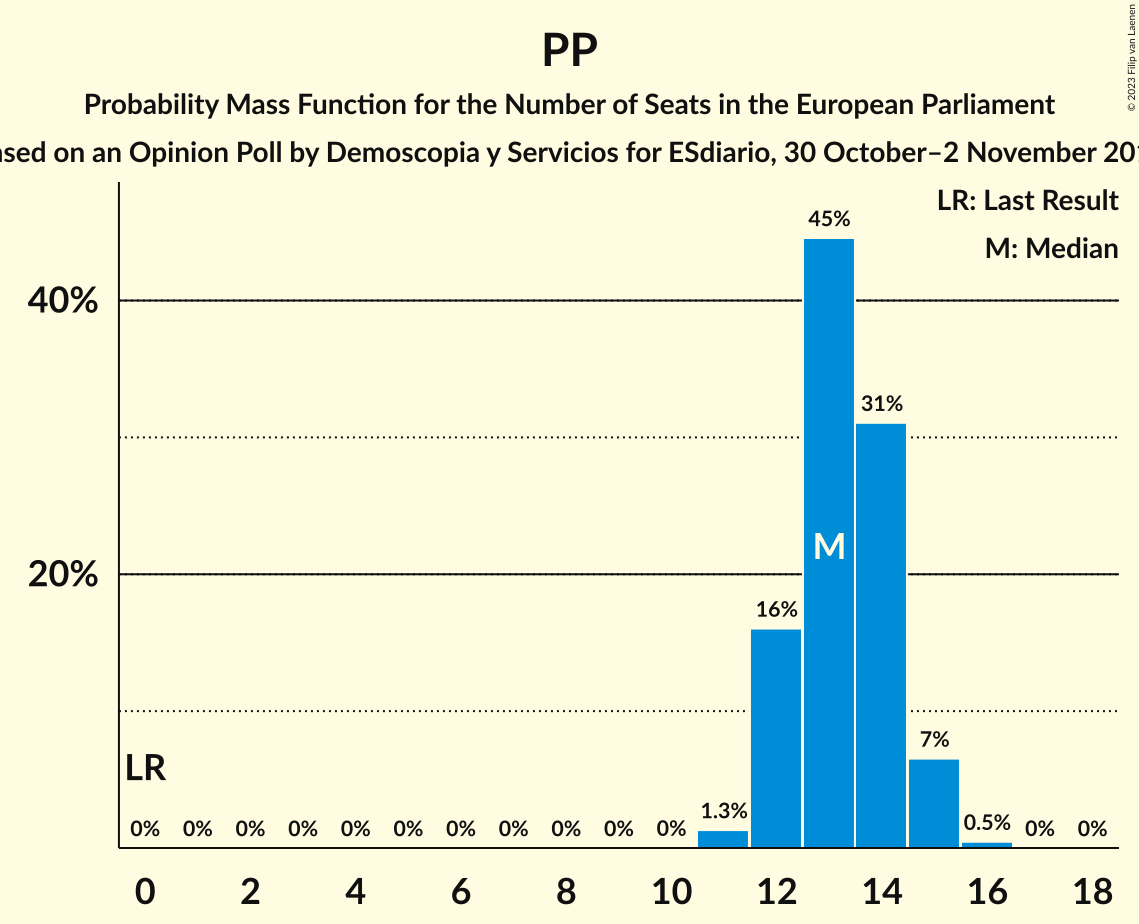 PP
Probability Mass Function for the Number of Seats in the European Parliament
on an Opinion Poll by Demoscopia y Servicios for ESdiario, 30 October–2 November
© 2023 Filip van Laenen
LR: Last Result
M: Median
45%
40%
31%
M
20%
16%
7%
LR
1.3%
0.5%
0% 0% 0% 0% 0% 0% 0% 0% 0% 0% 0% 0% 0%
0 2 4 6 8 10 12 14 16 18